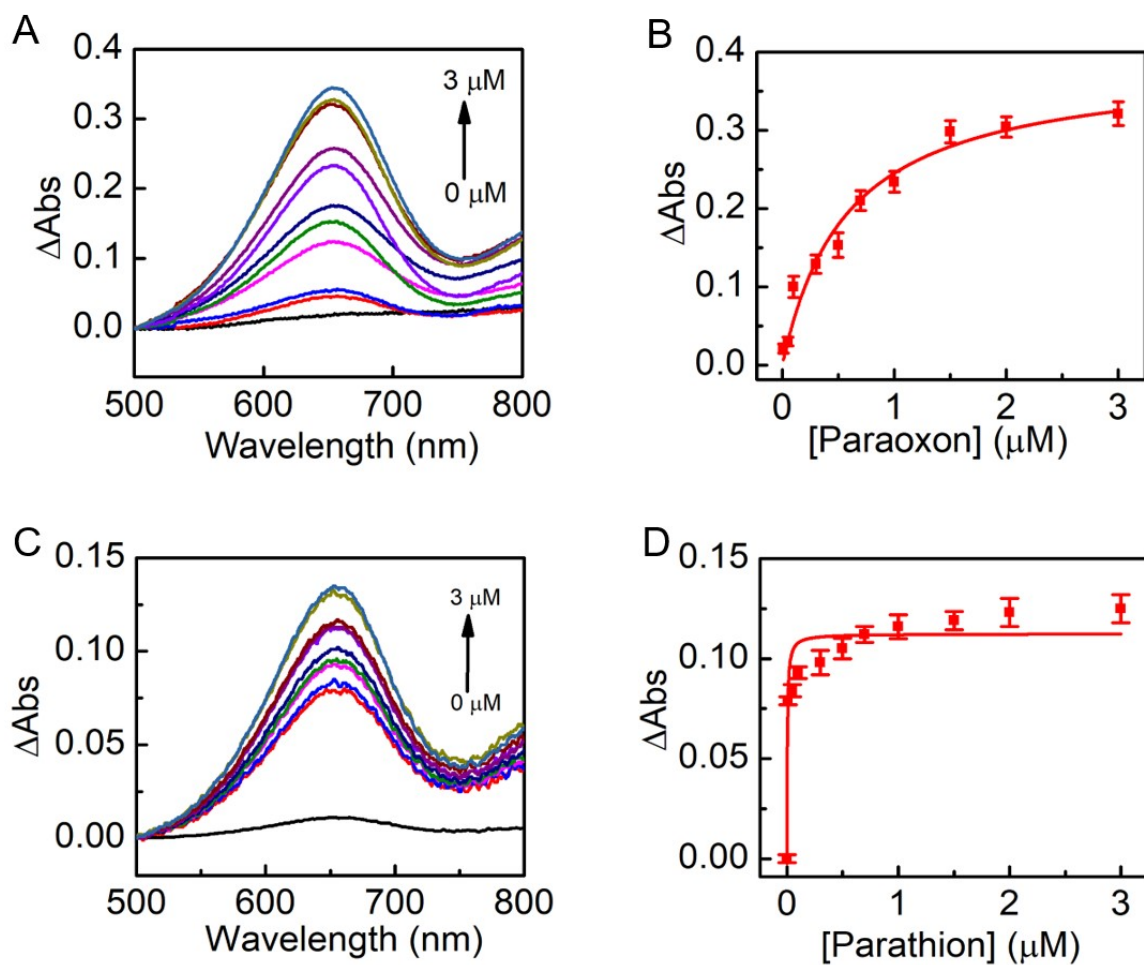 A
0.4
0.3
0.2
0.1
0.0
ΔAbs
3 μM
0 μM
500 600 700 800
Wavelength (nm)
B
0.4
0.3
0.2
0.1
0.0
ΔAbs
0 1 2 3
[Paraoxon] (μM)
C
0.15
0.10
0.05
0.00
ΔAbs
3 μM
0 μM
500 600 700 800
Wavelength (nm)
D
0.15
0.10
0.05
0.00
ΔAbs
0 1 2 3
[Parathion] (μM)